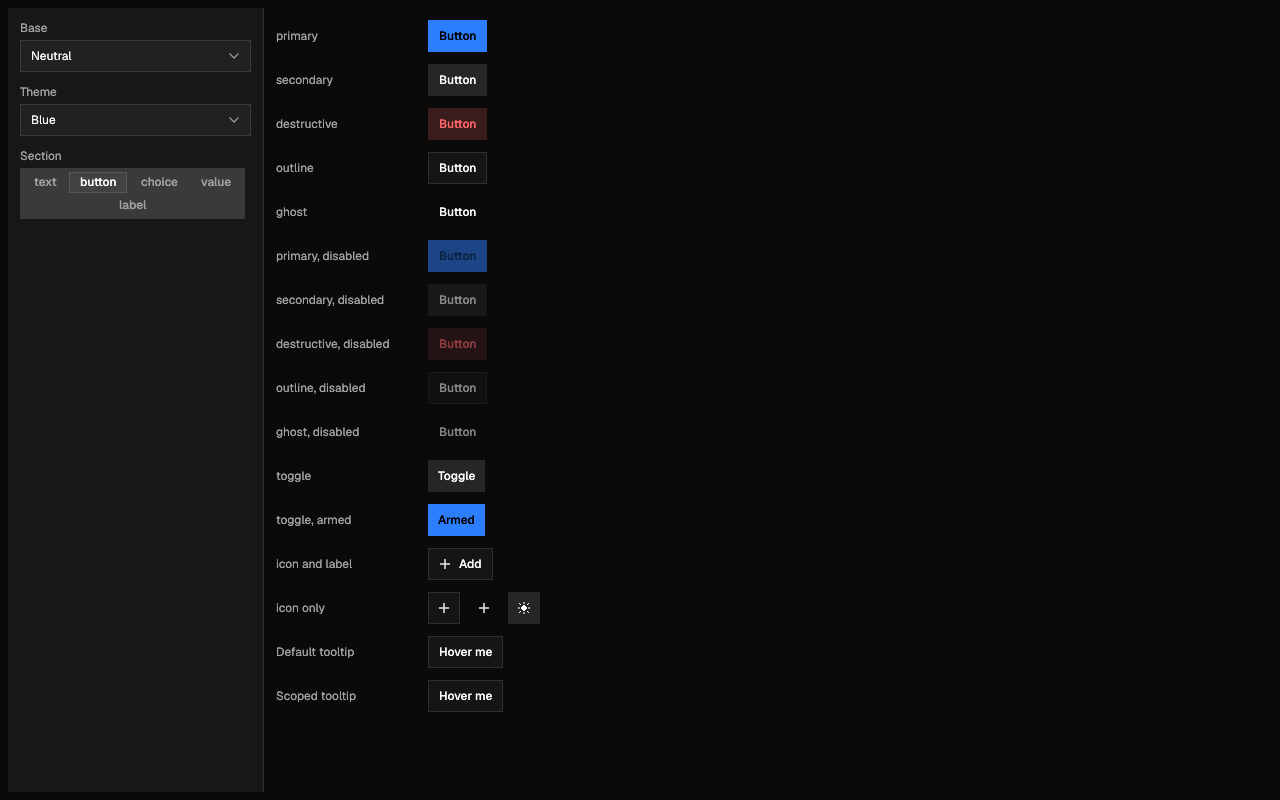 Base
Neutral
Theme
Blue
Section
text button choice value
label
primary Button
secondary Button
destructive Button
outline Button
ghost Button
primary, disabled Button
secondary, disabled Button
destructive, disabled Button
outline, disabled Button
ghost, disabled Button
toggle Toggle
toggle, armed Armed
icon and label Add
icon only
Default tooltip Hover me
Scoped tooltip Hover me